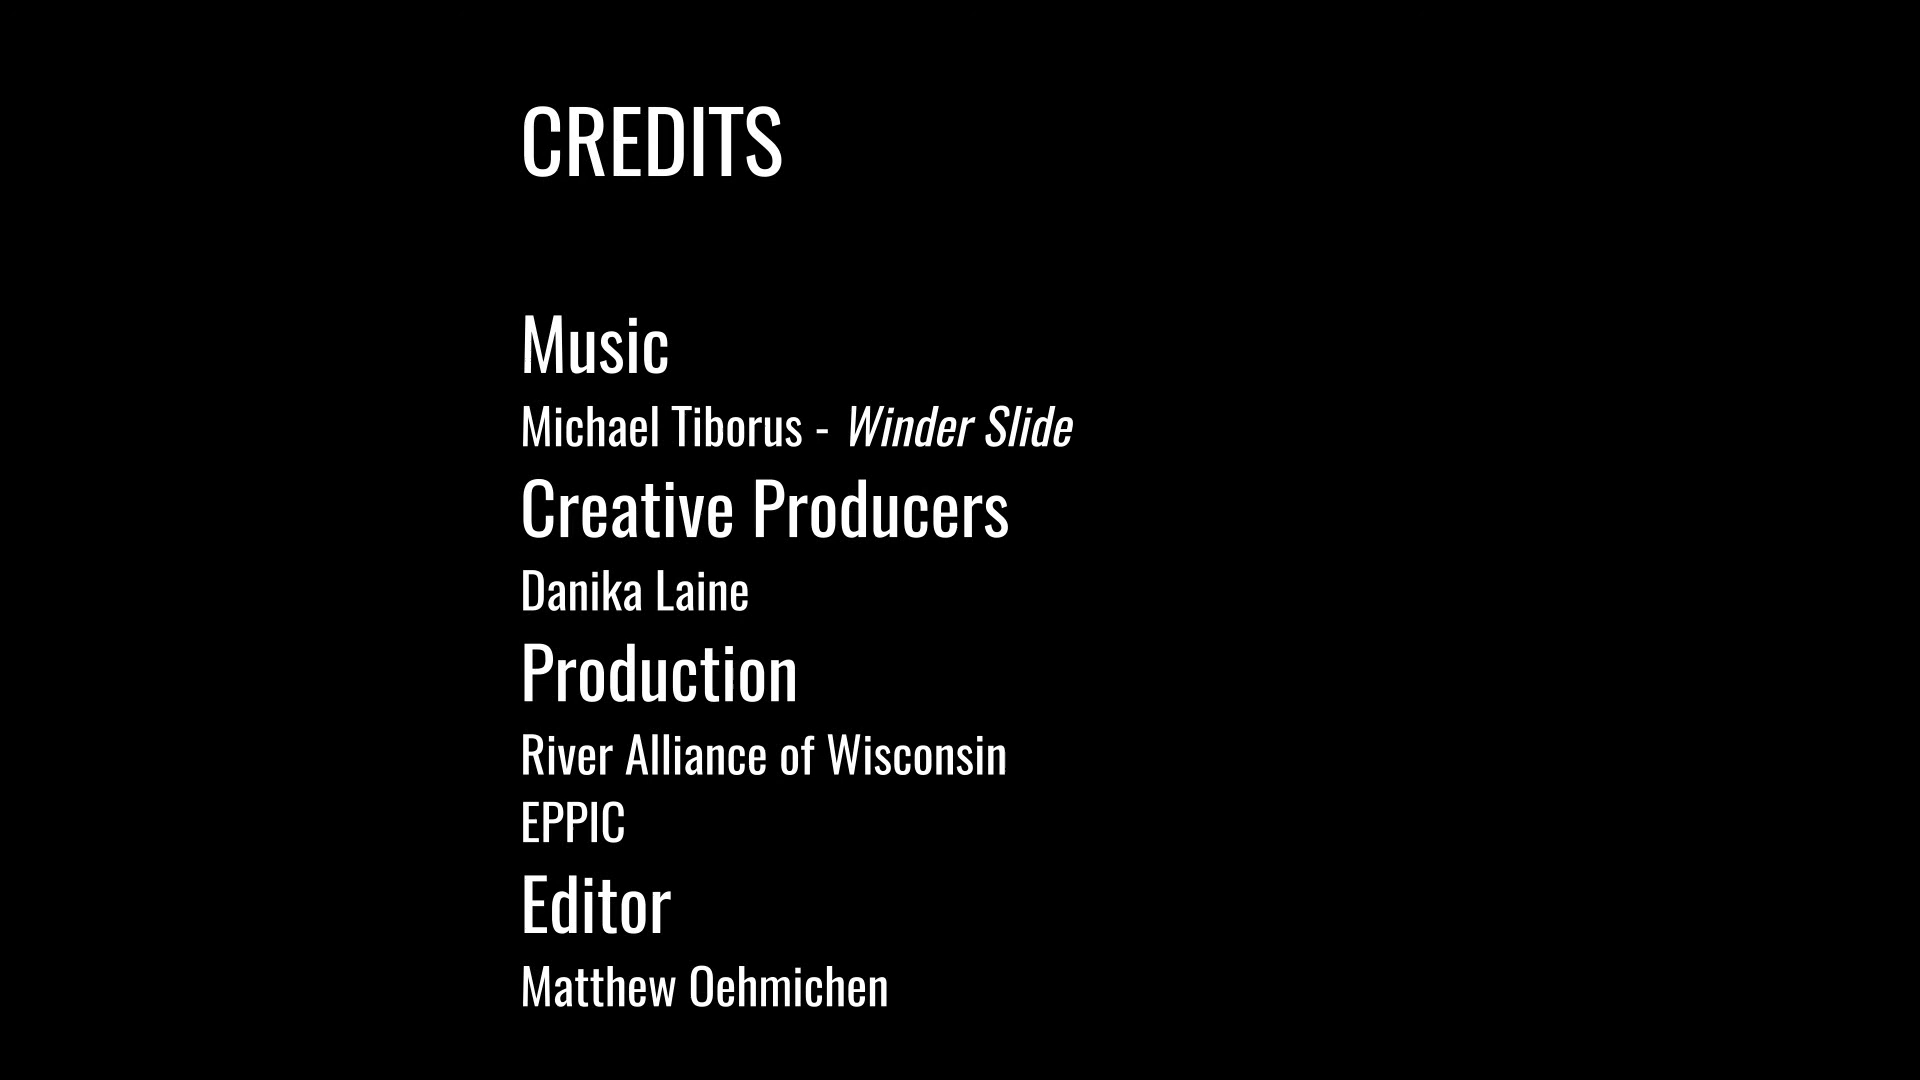 CREDITS
Music
Michael Tiborus - Winder Slide
Creative Producers
Danika Laine
Production
River Alliance of Wisconsin
EPPIC
Editor
Matthew Oehmichen